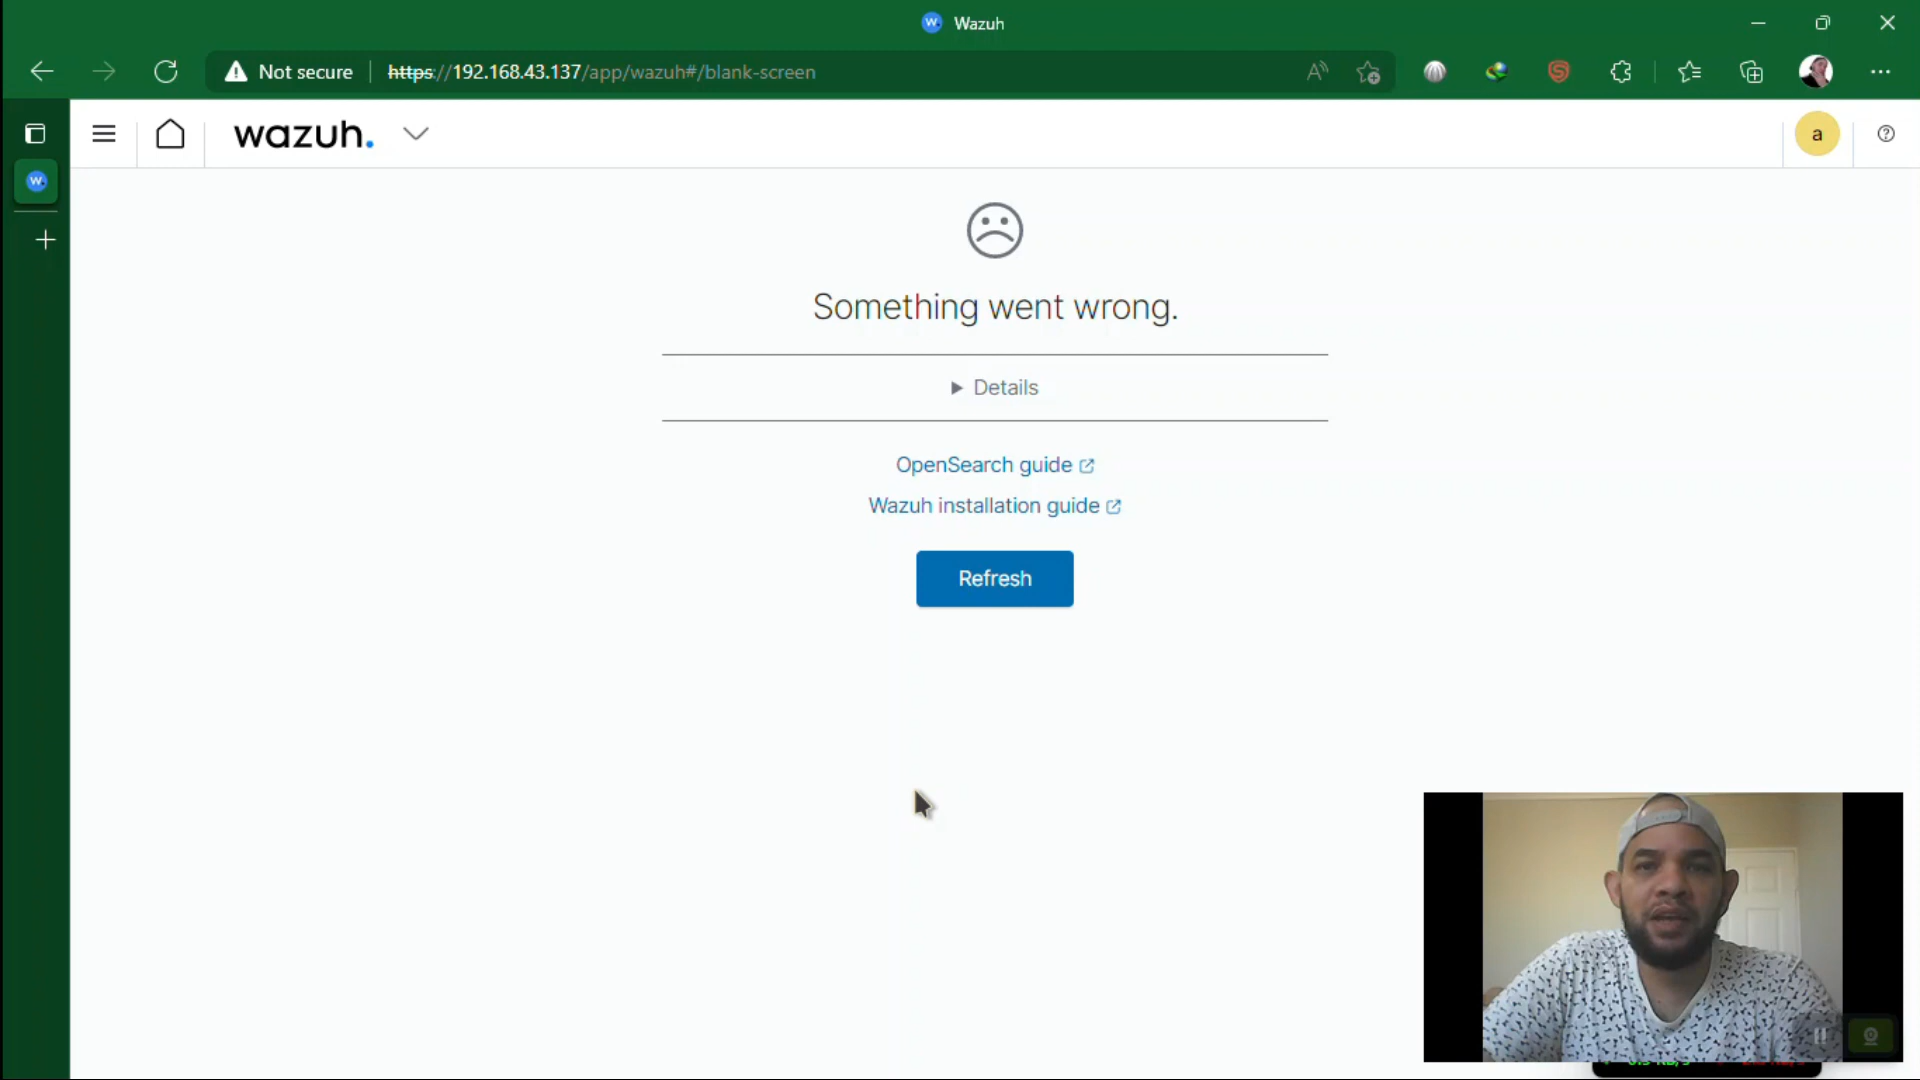 Wazuh
Not secure
https://192.168.43.137/app/wazuh#/blank-screen
wazuh.
a
Something went wrong.
Details
OpenSearch guide
Wazuh installation guide
Refresh